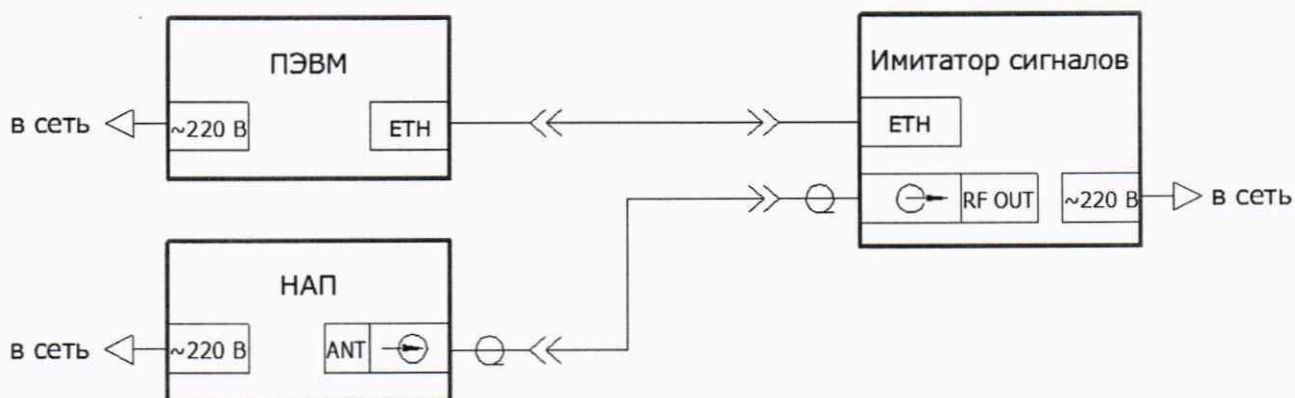 ПЭВМ
в сеть
~220 В
ETH
Имитатор сигналов
ETH
RF OUT
~220 В
в сеть
НАП
в сеть
~220 В
ANT